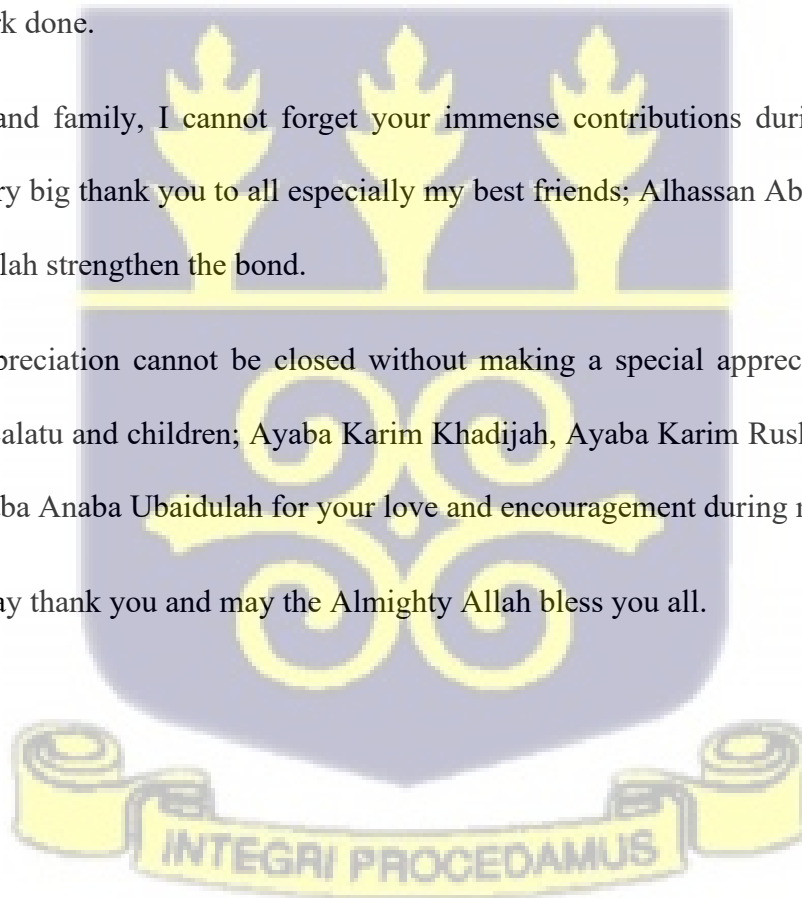 rk done.
and family, I cannot forget your immense contributions duri
ry big thank you to all especially my best friends; Alhassan Ab
lah strengthen the bond.
preciation cannot be closed without making a special apprec
alatu and children; Ayaba Karim Khadijah, Ayaba Karim Rusl
ba Anaba Ubaidulah for your love and encouragement during
ay thank you and may the Almighty Allah bless you all.
INTEGRI PROCEDAMUS